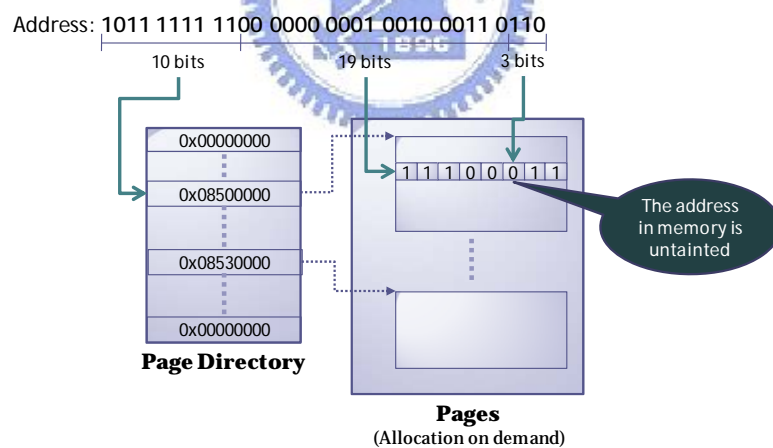 Address: 1011 1111 1100 0000 0001 0010 0011 0110
1896
10 bits
19 bits
3 bits
0x00000000
0x08500000
0x08530000
0x00000000
Page Directory
1 1 1 0 0 0 1 1
The address
in memory is
untainted
Pages
(Allocation on demand)